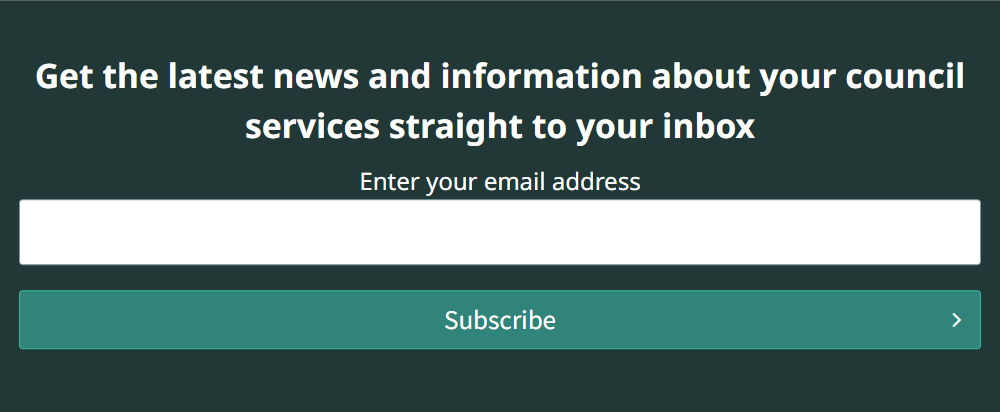 Get the latest news and information about your council
services straight to your inbox
Enter your email address
Subscribe